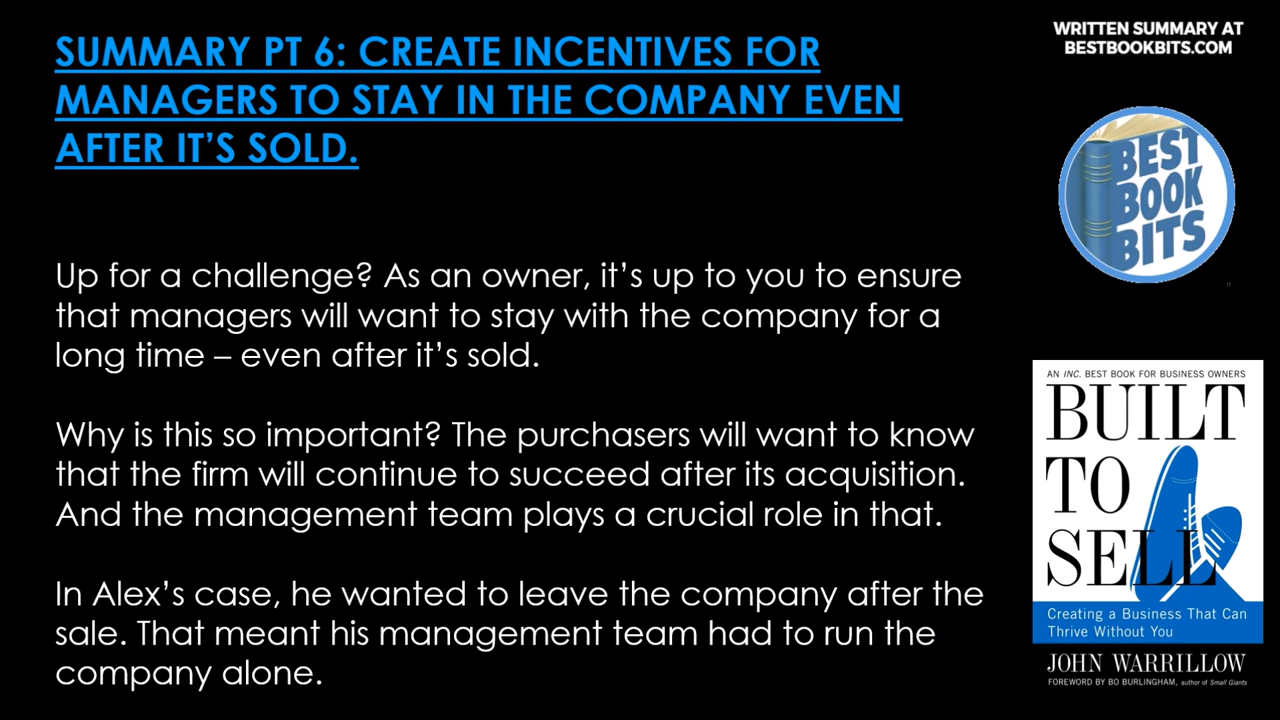 SUMMARY PT 6: CREATE INCENTIVES FOR
MANAGERS TO STAY IN THE COMPANY EVEN
AFTER IT'S SOLD.
Up for a challenge? As an owner, it's up to you to ensure
that managers will want to stay with the company for a
long time – even after it's sold.
Why is this so important? The purchasers will want to know
that the firm will continue to succeed after its acquisition.
And the management team plays a crucial role in that.
In Alex's case, he wanted to leave the company after the
sale. That meant his management team had to run the
company alone.
WRITTEN SUMMARY AT
BESTBOOKBITS.COM
BEST
BOOK
BITS
AN INC. BEST BOOK FOR BUSINESS OWNERS
BUILT
TO
SELL
Creating a Business That Can
Thrive Without You
JOHN WARRILLOW
FOREWORD BY BO BURLINGHAM, author of Small Giants